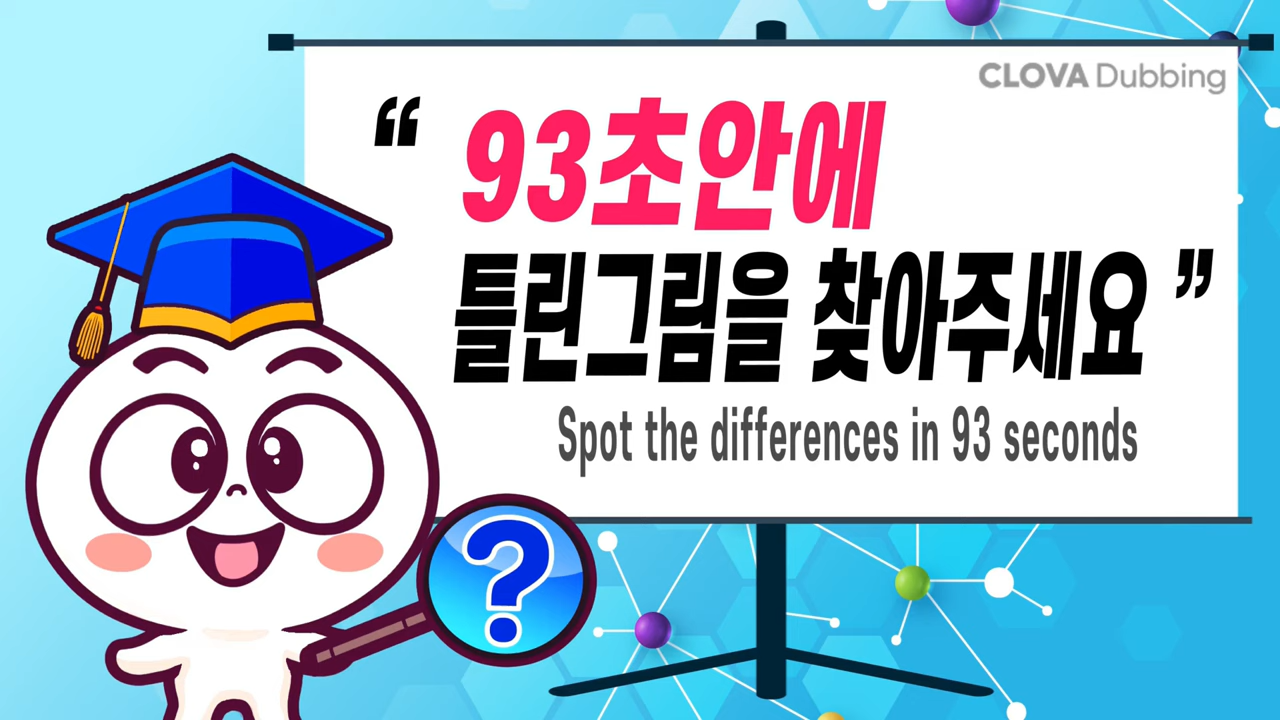 CLOVA Dubbing
“ 93초안에
틀린그림을 찾아주세요 ”
Spot the differences in 93 seconds
?